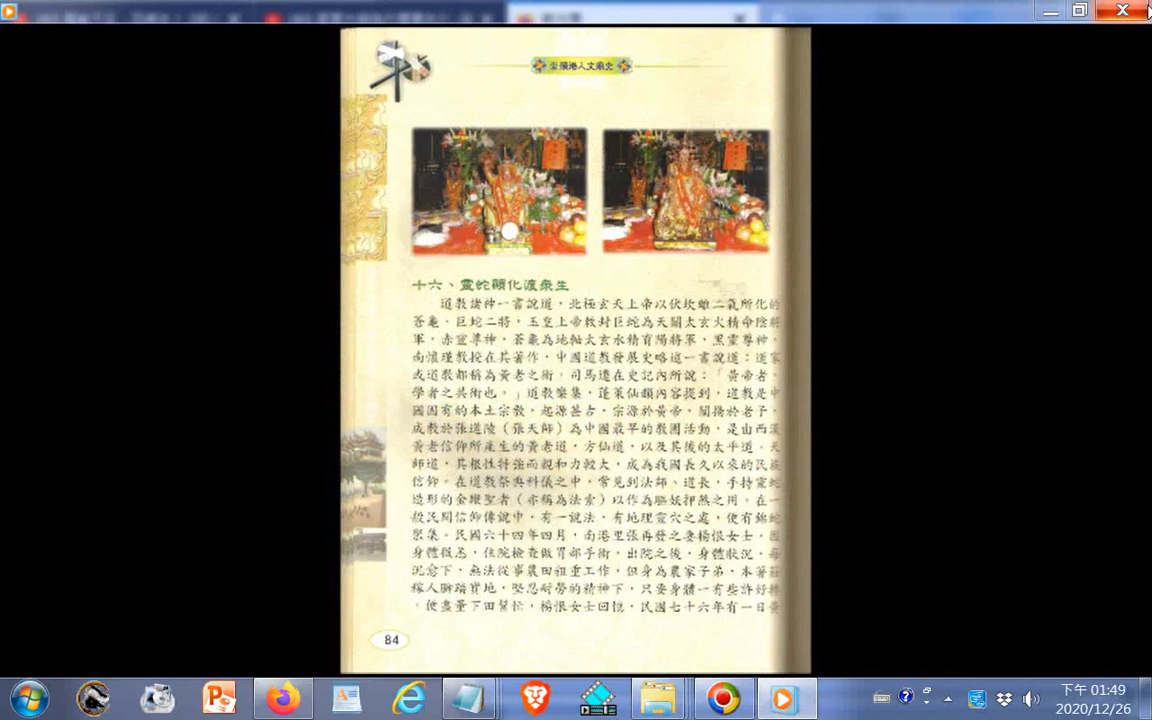 尖頂港人文廟史
十六、靈蛇顯化渡衆生
道教諸神一書說道，北極玄天上帝以伏坎離二氣所化的
蒼龜、巨蛇二將，玉皇上帝敕封巨蛇為天關太玄火精命陰將
軍，赤靈尊神，蒼龜為地軸太玄水精育陽將軍，黑靈尊神。
向懷瑾教授在其著作，中國道教發展史略這一書說道：道家
或道教都稱為黃老之術，司馬遷在史記內所說：「黃帝者，
學者之共術也。」道教彙集，蓬萊仙韻內容提到，道教是中
國固有的本土宗教，起源甚古，宗源於黃帝，闡揚於老子，
成教於張道陵（張天師）為中國最早的教團活動，是由西漢
黃老信仰所產生的黃老道，方仙道，以及其後的太平道。天
師道，其根性特強而親和力較大，成為我國長久以來的民族
信仰。在道教祭典科儀之中，常見到法師、道長，手持靈蛇
造形的金鞭聖者（亦稱為法索）以作為驅妖押煞之用。在一
般民間信仰傳說中，有一說法，有地理靈穴之處，便有錦蛇
聚集。民國六十四年四月，南港里張再發之妻楊恨女士，因
身體微恙，住院檢查做胃部手術，出院之後，身體狀況，每
況愈下，無法從事農田粗重工作，但身為農家子弟，本著莊
稼人腳踏實地，堅忍耐勞的精神下，只要身體一有些許好轉
，便盡量下田幫忙，楊恨女士回憶，民國七十六年有一日黃
84
下午 01:49
2020/12/26